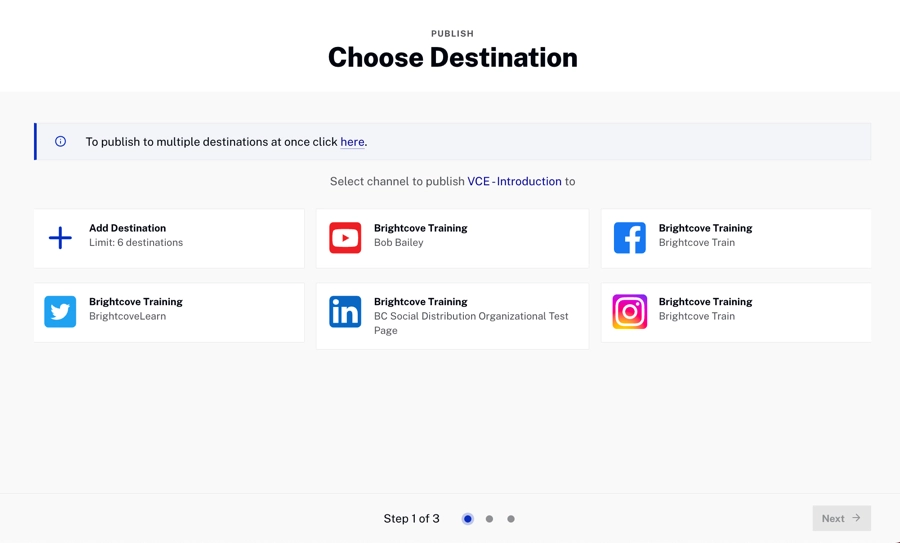 PUBLISH
Choose Destination
To publish to multiple destinations at once click here.
Select channel to publish VCE - Introduction to
Add Destination
Limit: 6 destinations
Brightcove Training
Bob Bailey
Brightcove Training
Brightcove Train
Brightcove Training
BrightcoveLearn
Brightcove Training
BC Social Distribution Organizational Test
Page
Brightcove Training
Brightcove Train
Step 1 of 3
Next